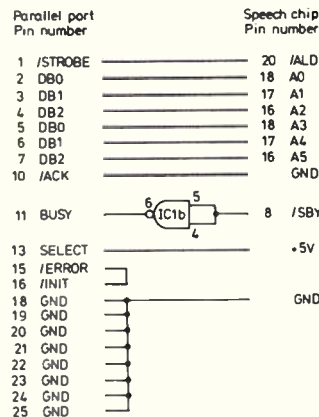 Parallel port Speech chip
Pin number Pin number
1 /STROBE 20 /ALD
2 DB0 18 A0
3 DB1 17 A1
4 DB2 16 A2
5 DB0 18 A3
6 DB1 17 A4
7 DB2 16 A5
10 /ACK GND
5
6 IC1b
11 BUSY 8 /SBY
4
13 SELECT +5V
15 /ERROR
16 /INIT
18 GND GND
19 GND
20 GND
21 GND
22 GND
23 GND
24 GND
25 GND